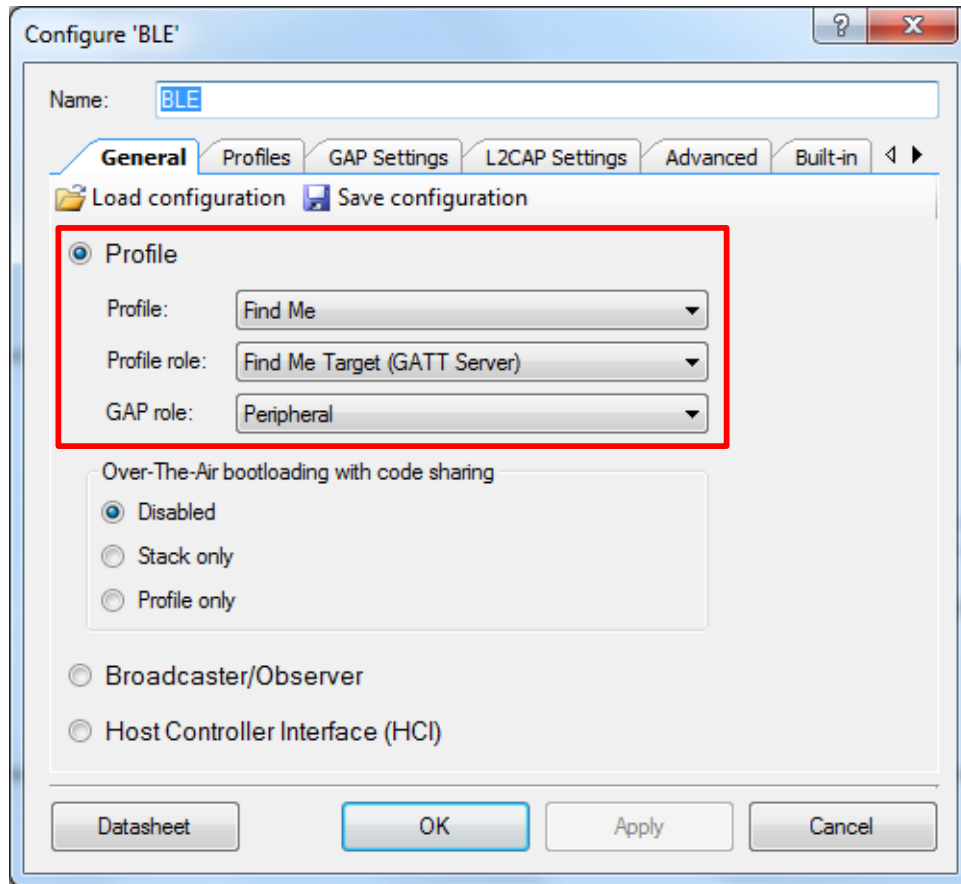 Configure 'BLE'
Name: BLE
General Profiles GAP Settings L2CAP Settings Advanced Built-in
Load configuration Save configuration
Profile
Profile: Find Me
Profile role: Find Me Target (GATT Server)
GAP role: Peripheral
Over-The-Air bootloading with code sharing
Disabled
Stack only
Profile only
Broadcaster/Observer
Host Controller Interface (HCI)
Datasheet OK Apply Cancel